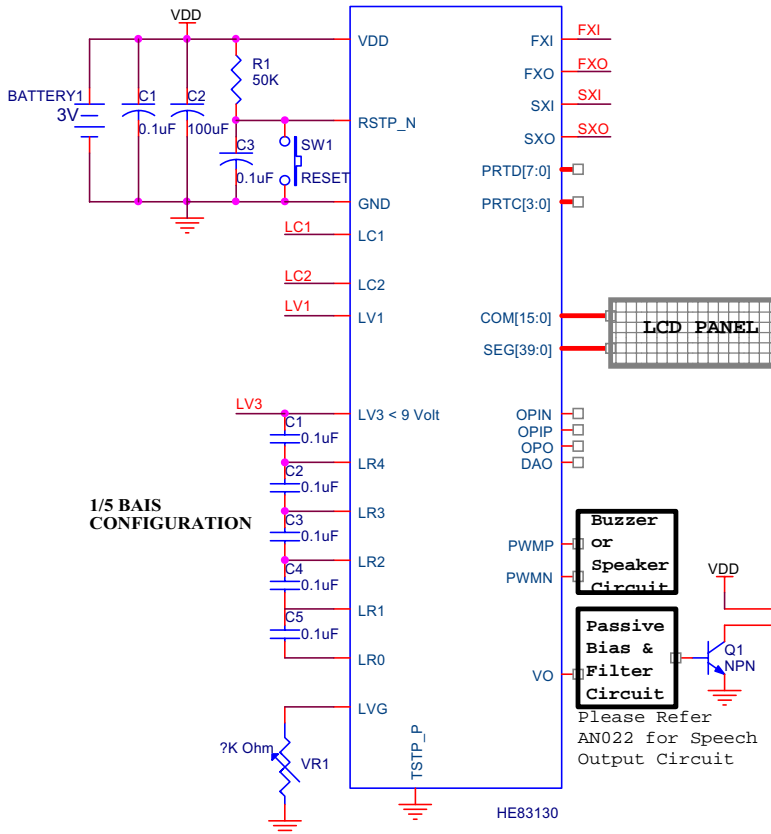 VDD
BATTERY1
3V
C1
0.1uF
C2
100uF
R1
50K
C3
0.1uF
SW1
RESET
VDD
RSTP_N
GND
LC1
LC1
LC2
LC2
LV1
LV1
LV3
LV3 < 9 Volt
C1
0.1uF
LR4
C2
0.1uF
LR3
1/5 BAIS
CONFIGURATION
C3
0.1uF
LR2
C4
0.1uF
LR1
C5
0.1uF
LR0
LVG
?K Ohm
VR1
TSTP_P
HE83130
FXI
FXI
FXO
FXO
SXI
SXI
SXO
SXO
PRTD[7:0]
PRTC[3:0]
COM[15:0]
SEG[39:0]
LCD PANEL
OPIN
OPIP
OPO
DAO
PWMP
PWMN
Buzzer
or
Speaker
Circuit
VO
Passive
Bias &
Filter
Circuit
VDD
Q1
NPN
Please Refer
AN022 for Speech
Output Circuit